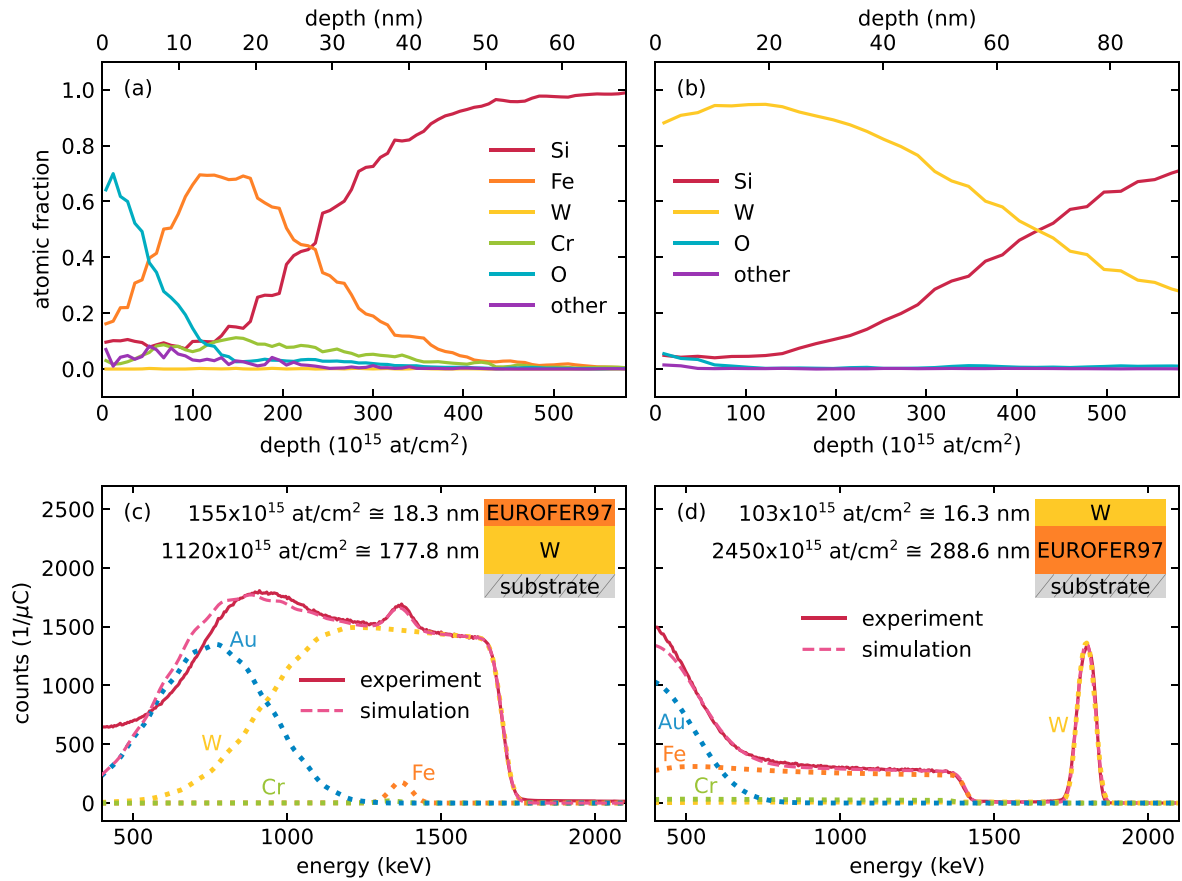 depth (nm)
0 10 20 30 40 50 60
(a)
Si
Fe
W
Cr
O
other
atomic fraction
1.0
0.8
0.6
0.4
0.2
0.0
0 100 200 300 400 500
depth (10¹⁵ at/cm²)
depth (nm)
0 20 40 60 80
(b)
Si
W
O
other
0 100 200 300 400 500
depth (10¹⁵ at/cm²)
(c)
155x10¹⁵ at/cm² ≅ 18.3 nm
EUROFER97
1120x10¹⁵ at/cm² ≅ 177.8 nm
W
substrate
Au
experiment
simulation
W
Cr
Fe
counts (1/μC)
2500
2000
1500
1000
500
0
500 1000 1500 2000
energy (keV)
(d)
103x10¹⁵ at/cm² ≅ 16.3 nm
W
2450x10¹⁵ at/cm² ≅ 288.6 nm
EUROFER97
substrate
experiment
simulation
Au
W
Fe
Cr
500 1000 1500 2000
energy (keV)